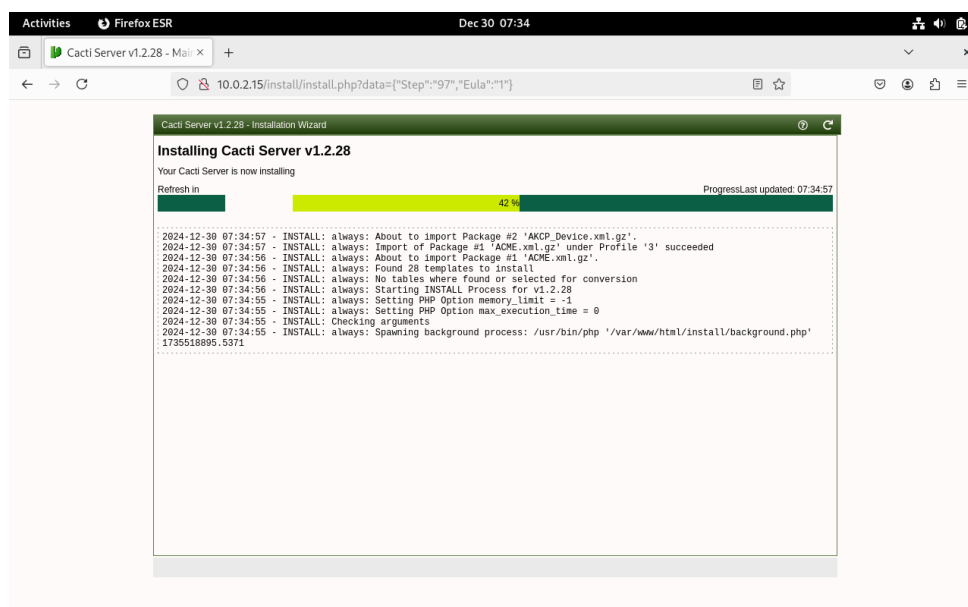 Activities Firefox ESR Dec 30 07:34
Cacti Server v1.2.28 - Mai
10.0.2.15/install/install.php?data={"Step":"97","Eula":"1"}
Cacti Server v1.2.28 - Installation Wizard
Installing Cacti Server v1.2.28
Your Cacti Server is now installing
Refresh in ProgressLast updated: 07:34:57
42 %
2024-12-30 07:34:57 - INSTALL: always: About to import Package #2 'AKCP_Device.xml.gz'.
2024-12-30 07:34:57 - INSTALL: always: Import of Package #1 'ACME.xml.gz' under Profile '3' succeeded
2024-12-30 07:34:56 - INSTALL: always: About to import Package #1 'ACME.xml.gz'.
2024-12-30 07:34:56 - INSTALL: always: Found 28 templates to install
2024-12-30 07:34:56 - INSTALL: always: No tables where found or selected for conversion
2024-12-30 07:34:56 - INSTALL: always: Starting INSTALL Process for v1.2.28
2024-12-30 07:34:55 - INSTALL: always: Setting PHP Option memory_limit = -1
2024-12-30 07:34:55 - INSTALL: always: Setting PHP Option max_execution_time = 0
2024-12-30 07:34:55 - INSTALL: Checking arguments
2024-12-30 07:34:55 - INSTALL: always: Spawning background process: /usr/bin/php '/var/www/html/install/background.php'
1735518895.5371